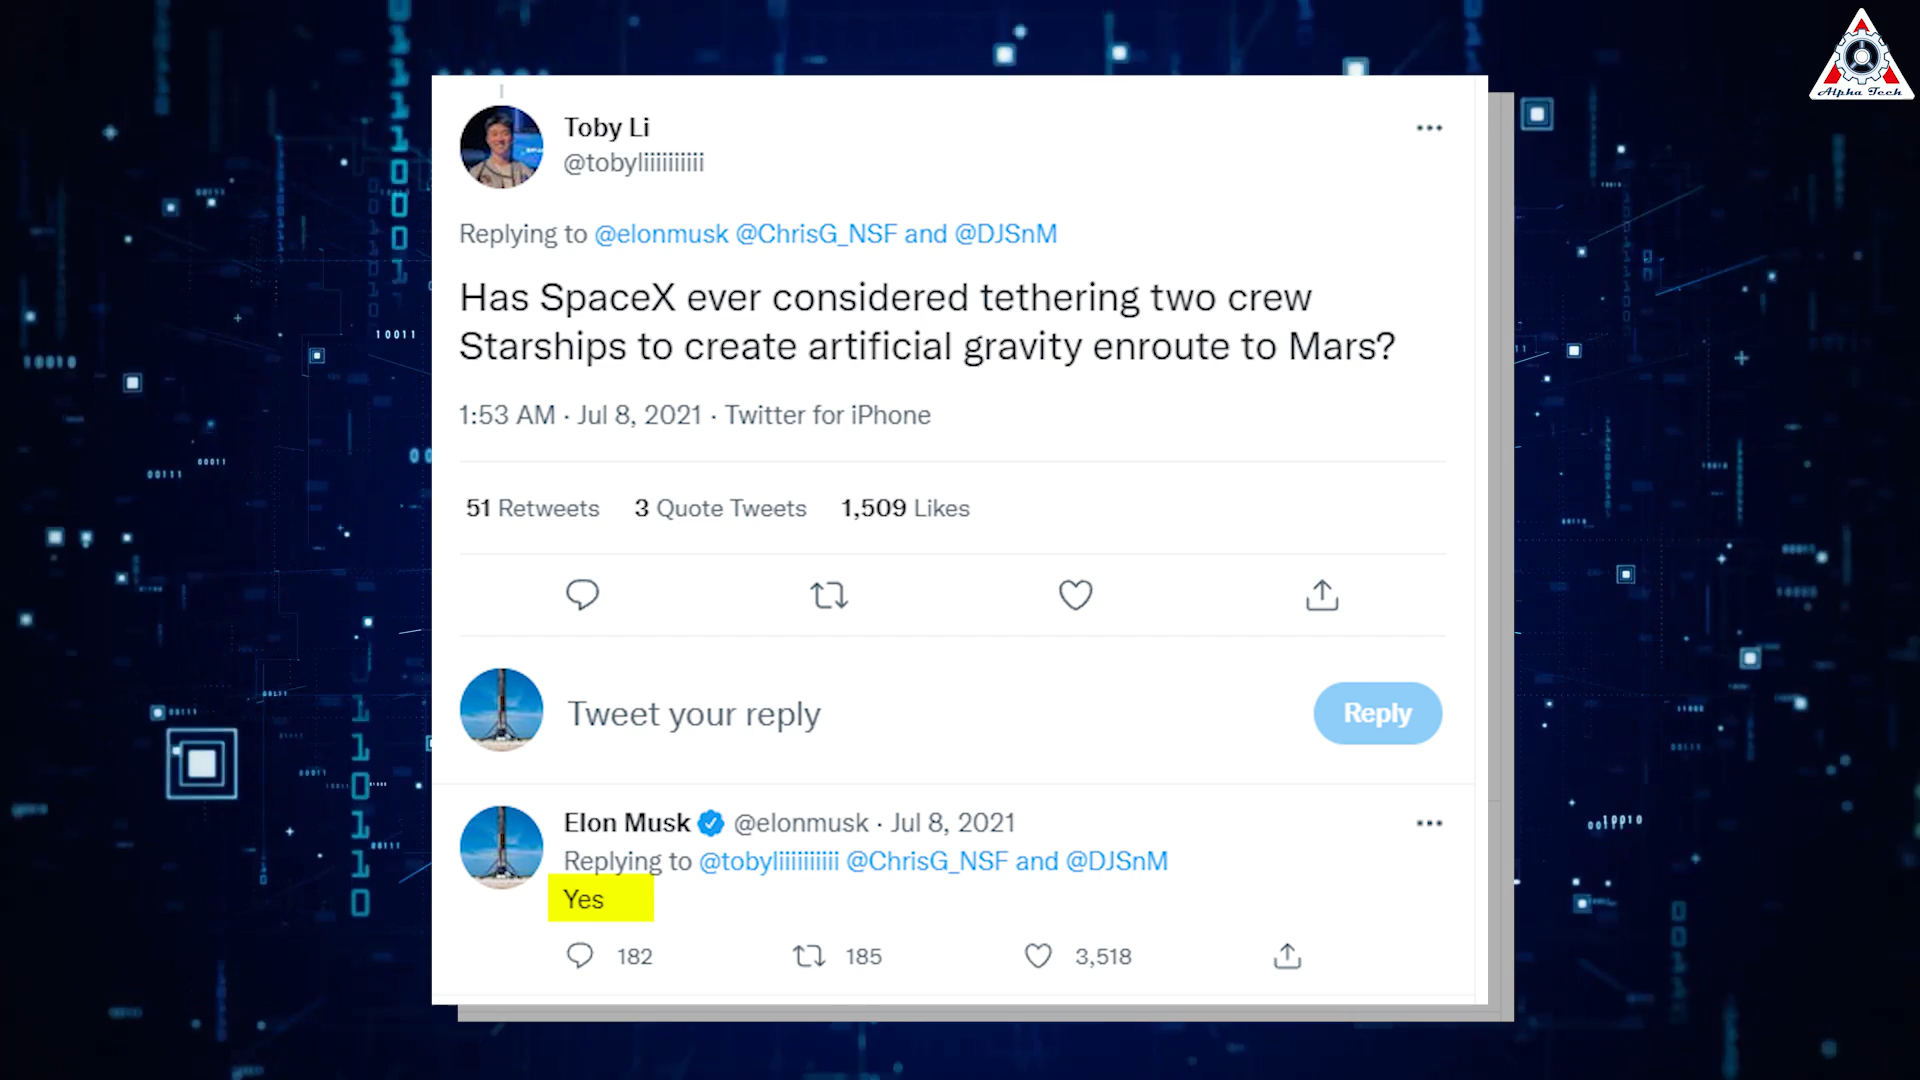 Alpha Tech
Toby Li
@tobyliiiiiiiiiii
Replying to @elonmusk @ChrisG_NSF and @DJSnM
Has SpaceX ever considered tethering two crew
Starships to create artificial gravity enroute to Mars?
1:53 AM · Jul 8, 2021 · Twitter for iPhone
51 Retweets 3 Quote Tweets 1,509 Likes
Tweet your reply
Reply
Elon Musk @elonmusk · Jul 8, 2021
Replying to @tobyliiiiiiiiiii @ChrisG_NSF and @DJSnM
Yes
182 185 3,518